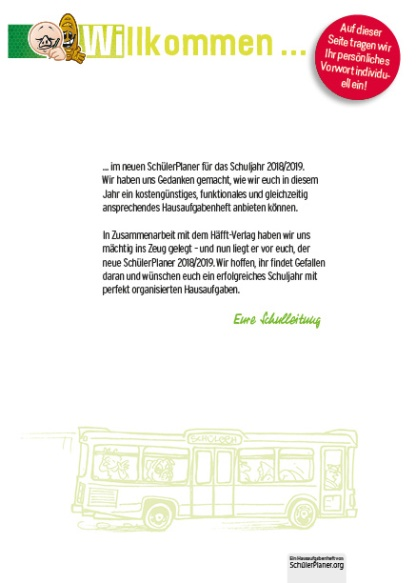 Willkommen ...
Auf dieser
Seite tragen wir
Ihr persönliches
Vorwort individu-
ell ein!
... im neuen SchülerPlaner für das Schuljahr 2018/2019.
Wir haben uns Gedanken gemacht, wie wir euch in diesem
Jahr ein kostengünstiges, funktionales und gleichzeitig
ansprechendes Hausaufgabenheft anbieten können.
In Zusammenarbeit mit dem Häfft-Verlag haben wir uns
mächtig ins Zeug gelegt - und nun liegt er vor euch, der
neue SchülerPlaner 2018/2019. Wir hoffen, ihr findet Gefallen
daran und wünschen euch ein erfolgreiches Schuljahr mit
perfekt organisierten Hausaufgaben.
Eure Schulleitung
Ein Hausaufgabenheft von
SchülerPlaner.org